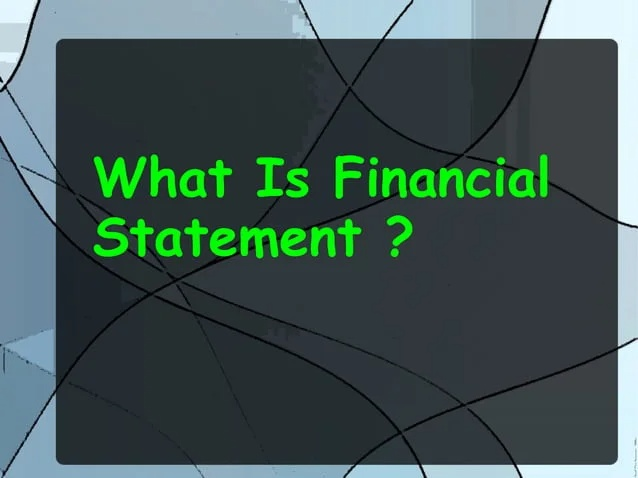 What Is Financial
Statement ?